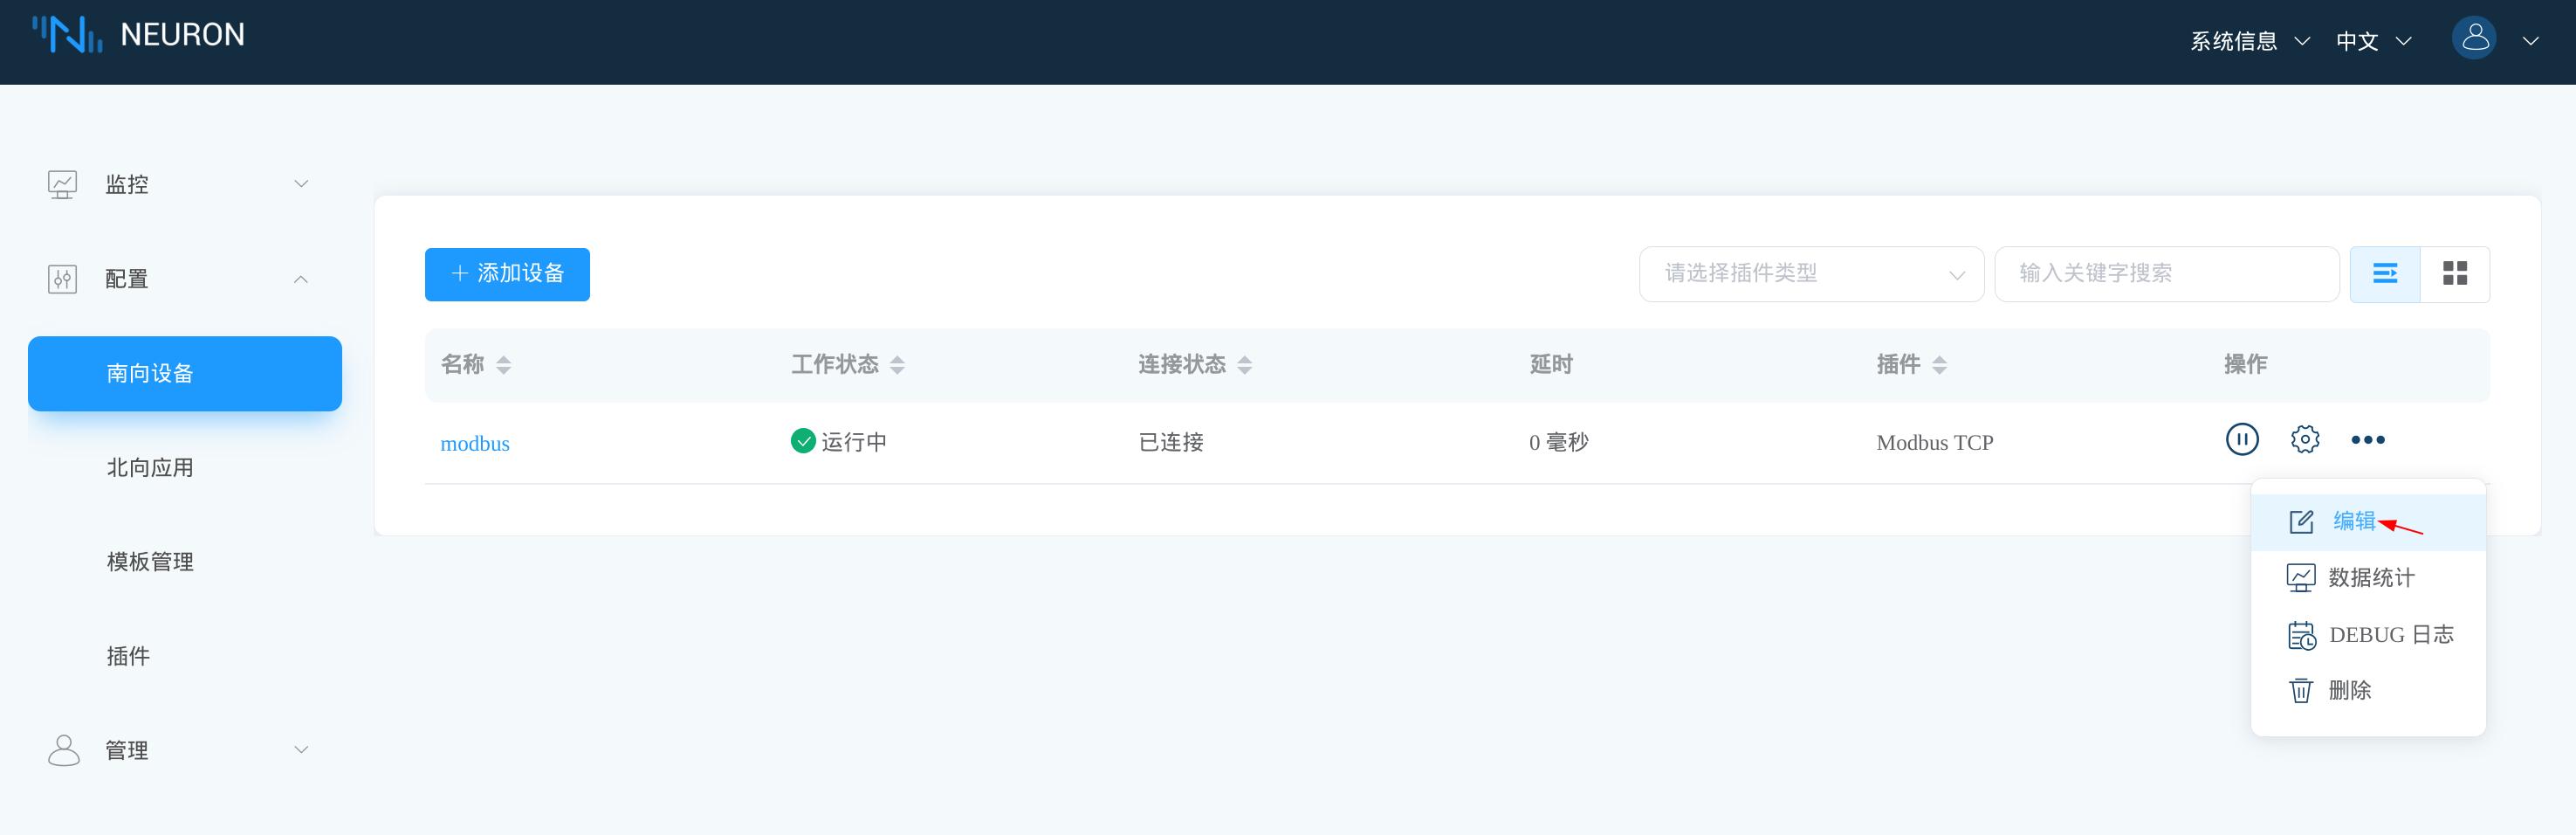 NEURON
系统信息
中文
监控
配置
南向设备
北向应用
模板管理
插件
管理
添加设备
请选择插件类型
输入关键字搜索
名称 工作状态 连接状态 延时 插件 操作
modbus 运行中 已连接 0 毫秒 Modbus TCP
编辑
数据统计
DEBUG 日志
删除